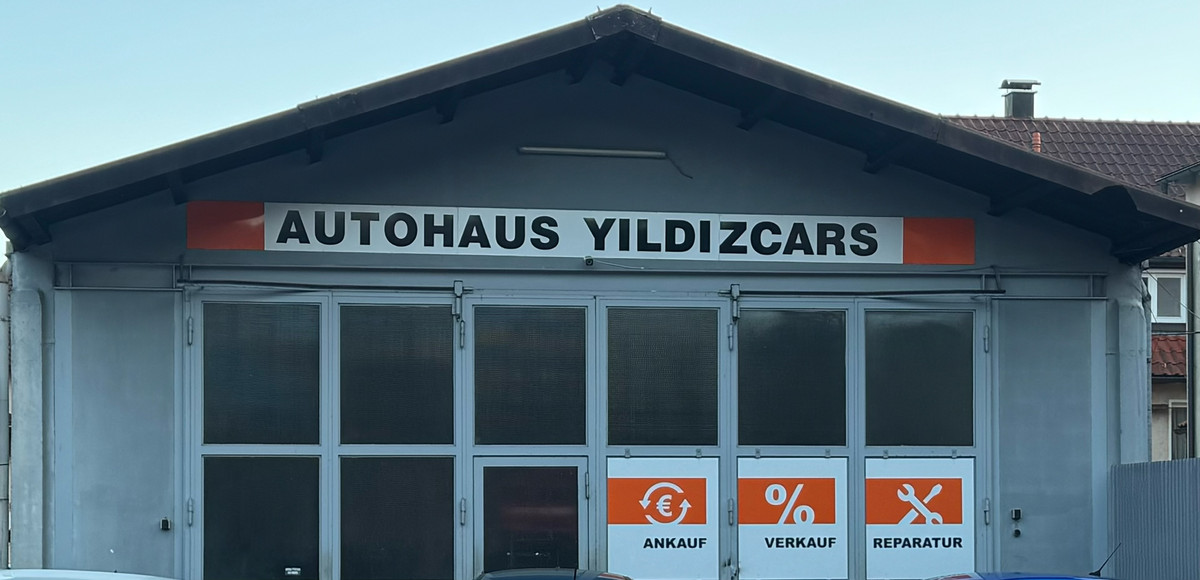 AUTOHAUS YILDIZCARS
€ % 
ANKAUF VERKAUF REPARATUR